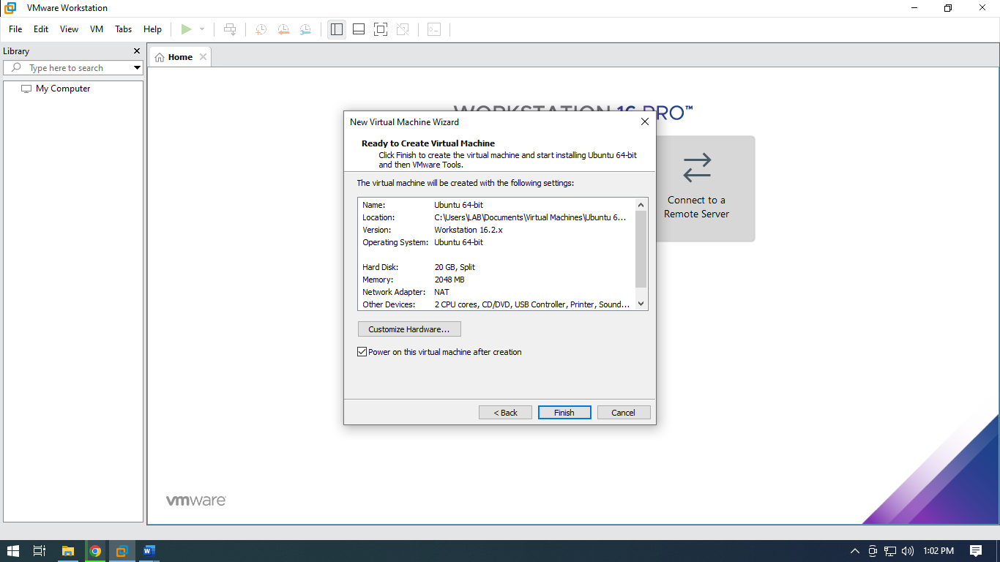 VMware Workstation
File Edit View VM Tabs Help
Library
Type here to search
My Computer
Home
WORKSTATION 16 PRO™
New Virtual Machine Wizard
Ready to Create Virtual Machine
Click Finish to create the virtual machine and start installing Ubuntu 64-bit
and then VMware Tools.
The virtual machine will be created with the following settings:
Name: Ubuntu 64-bit
Location: C:\Users\LAB\Documents\Virtual Machines\Ubuntu 6...
Version: Workstation 16.2.x
Operating System: Ubuntu 64-bit
Hard Disk: 20 GB, Split
Memory: 2048 MB
Network Adapter: NAT
Other Devices: 2 CPU cores, CD/DVD, USB Controller, Printer, Sound...
Customize Hardware...
Power on this virtual machine after creation
< Back Finish Cancel
Connect to a
Remote Server
vmware
1:02 PM